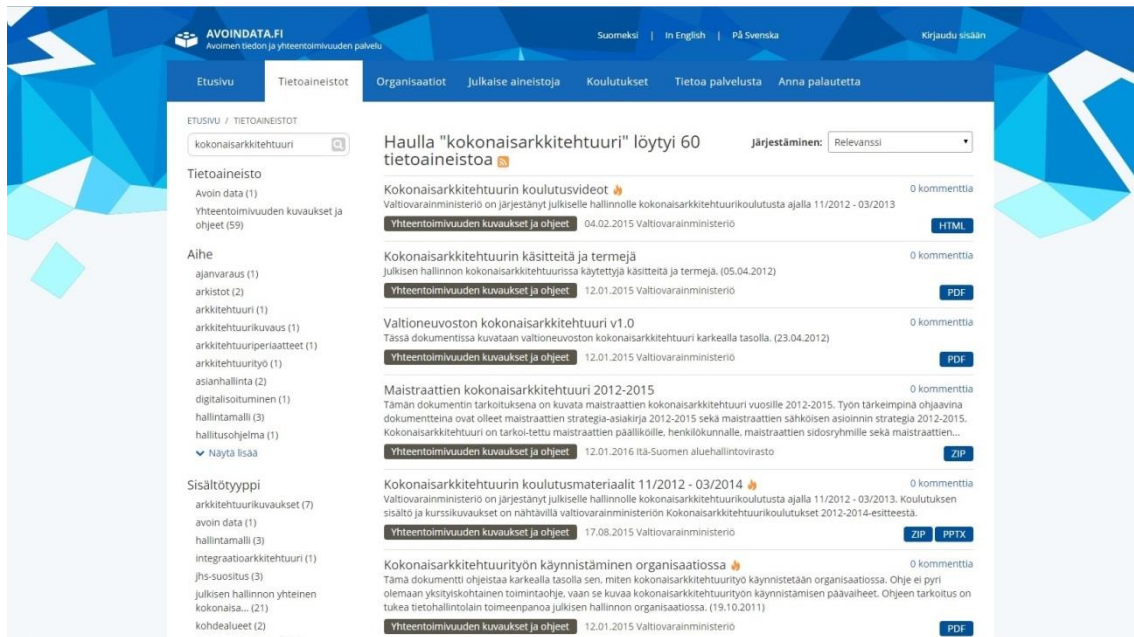 AVOINDATA.FI
Avoimen tiedon ja yhteentoimivuuden palvelu
Suomeksi | In English | På Svenska
Kirjaudu sisään
Etusivu Tietoaineistot Organisaatiot Julkaise aineistoja Koulutukset Tietoa palvelusta Anna palautetta
ETUSIVU / TIETOAINEISTOT
kokonaisarkkitehtuuri
Tietoaineisto
Avoin data (1)
Yhteentoimivuuden kuvaukset ja
ohjeet (59)
Aihe
ajanvaraus (1)
arkistot (2)
arkkitehtuuri (1)
arkkitehtuurikuvaus (1)
arkkitehtuuriperiaatteet (1)
arkkitehtuurityö (1)
asianhallinta (2)
digitalisoituminen (1)
hallintamalli (3)
hallitusohjelma (1)
Näytä lisää
Sisältötyyppi
arkkitehtuurikuvaukset (7)
avoin data (1)
hallintamalli (3)
integraatioarkkitehtuuri (1)
jhs-suositus (3)
julkisen hallinnon yhteinen
kokonaisa... (21)
kohdealueet (2)
Haulla "kokonaisarkkitehtuuri" löytyi 60
tietoaineistoa
Järjestäminen: Relevanssi
Kokonaisarkkitehtuurin koulutusvideot
0 kommenttia
Valtiovarainministeriö on järjestänyt julkiselle hallinnolle kokonaisarkkitehtuurikoulutusta ajalla 11/2012 - 03/2013
Yhteentoimivuuden kuvaukset ja ohjeet 04.02.2015 Valtiovarainministeriö
HTML
Kokonaisarkkitehtuurin käsitteitä ja termejä
0 kommenttia
Julkisen hallinnon kokonaisarkkitehtuurissa käytettyjä käsitteitä ja termejä. (05.04.2012)
Yhteentoimivuuden kuvaukset ja ohjeet 12.01.2015 Valtiovarainministeriö
PDF
Valtioneuvoston kokonaisarkkitehtuuri v1.0
0 kommenttia
Tässä dokumentissa kuvataan valtioneuvoston kokonaisarkkitehtuuri karkealla tasolla. (23.04.2012)
Yhteentoimivuuden kuvaukset ja ohjeet 12.01.2015 Valtiovarainministeriö
PDF
Maistraattien kokonaisarkkitehtuuri 2012-2015
0 kommenttia
Tämän dokumentin tarkoituksena on kuvata maistraattien kokonaisarkkitehtuuri vuosille 2012-2015. Työn tärkeimpinä ohjaavina
dokumentteina ovat olleet maistraattien strategia-asiakirja 2012-2015 sekä maistraattien sähköisen asioinnin strategia 2012-2015.
Kokonaisarkkitehtuuri on tarkoi-tettu maistraattien päälliköille, henkilökunnalle, maistraattien sidosryhmille sekä maistraattien...
Yhteentoimivuuden kuvaukset ja ohjeet 12.01.2016 Itä-Suomen aluehallintovirasto
ZIP
Kokonaisarkkitehtuurin koulutusmateriaalit 11/2012 - 03/2014
0 kommenttia
Valtiovarainministeriö on järjestänyt julkiselle hallinnolle kokonaisarkkitehtuurikoulutusta ajalla 11/2012 - 03/2013. Koulutuksen
sisältö ja kurssikuvaukset on nähtävillä valtiovarainministeriön Kokonaisarkkitehtuurikoulutukset 2012-2014-esitteestä.
Yhteentoimivuuden kuvaukset ja ohjeet 17.08.2015 Valtiovarainministeriö
ZIP PPTX
Kokonaisarkkitehtuurityön käynnistäminen organisaatiossa
0 kommenttia
Tämä dokumentti ohjeistaa karkealla tasolla sen, miten kokonaisarkkitehtuurityö käynnistetään organisaatiossa. Ohje ei pyri
olemaan yksityiskohtainen toimintaohje, vaan se kuvaa kokonaisarkkitehtuurityön käynnistämisen päävaiheet. Ohjeen tarkoitus on
tukea tietohallintolain toimeenpanoa julkisen hallinnon organisaatiossa. (19.10.2011)
Yhteentoimivuuden kuvaukset ja ohjeet 12.01.2015 Valtiovarainministeriö
PDF